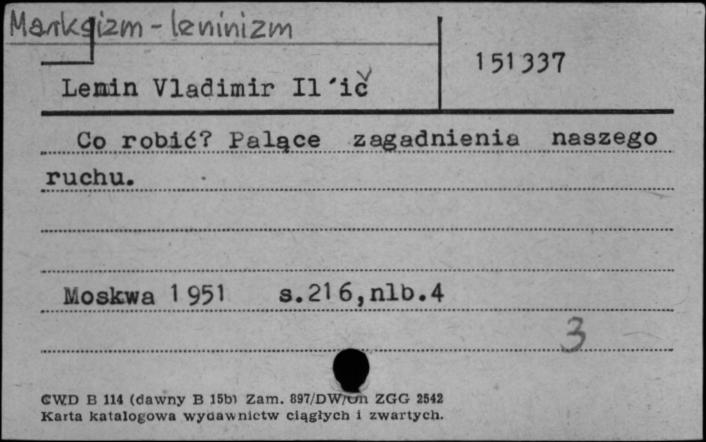 Marksizm - leninizm
151337
Lenin Vladimir Il´ič
Co robić? Palące zagadnienia naszego
ruchu.
Moskwa 1951 s.216,nlb.4
3
CWD B 114 (dawny B 15b) Zam. 897/DW/Un ZGG 2542
Karta katalogowa wydawnictw ciągłych i zwartych.